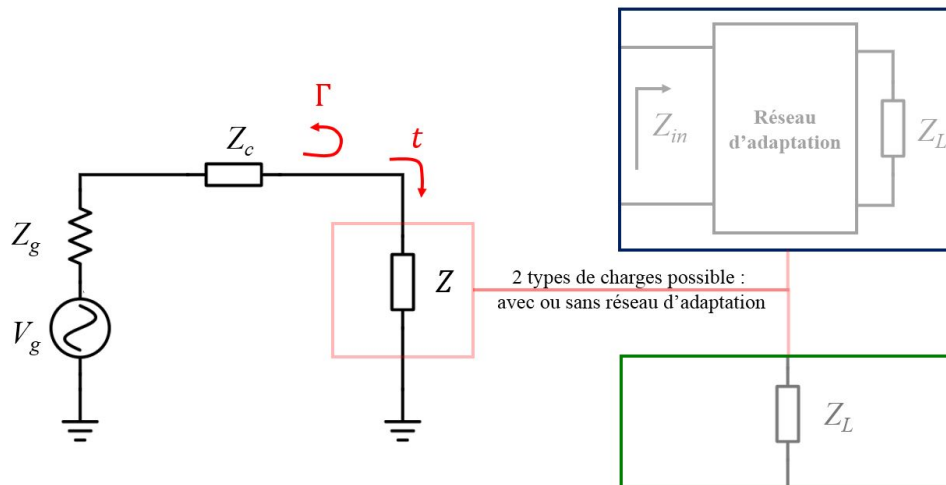 Γ
Z_c
t
Z_g
V_g
Z
2 types de charges possible :
avec ou sans réseau d'adaptation
Z_in
Réseau
d'adaptation
Z_L
Z_L